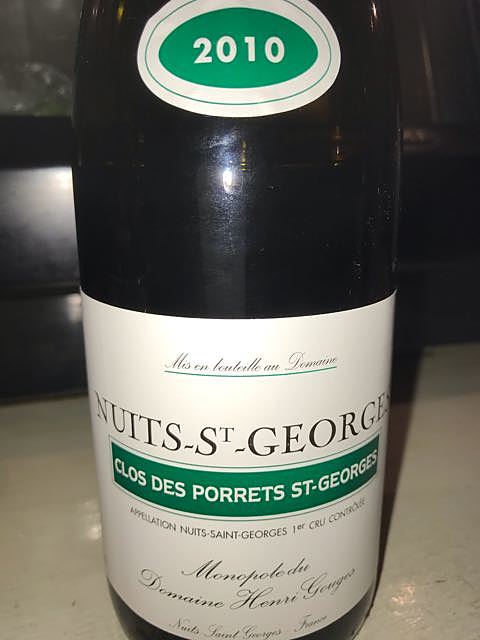 2010
Mis en bouteille au Domaine
NUITS-ST-GEORGES
CLOS DES PORRETS ST-GEORGES
APPELLATION NUITS-SAINT-GEORGES 1er CRU CONTRÔLÉE
Monopole du
Domaine Henri Gouges
Nuits Saint Georges France